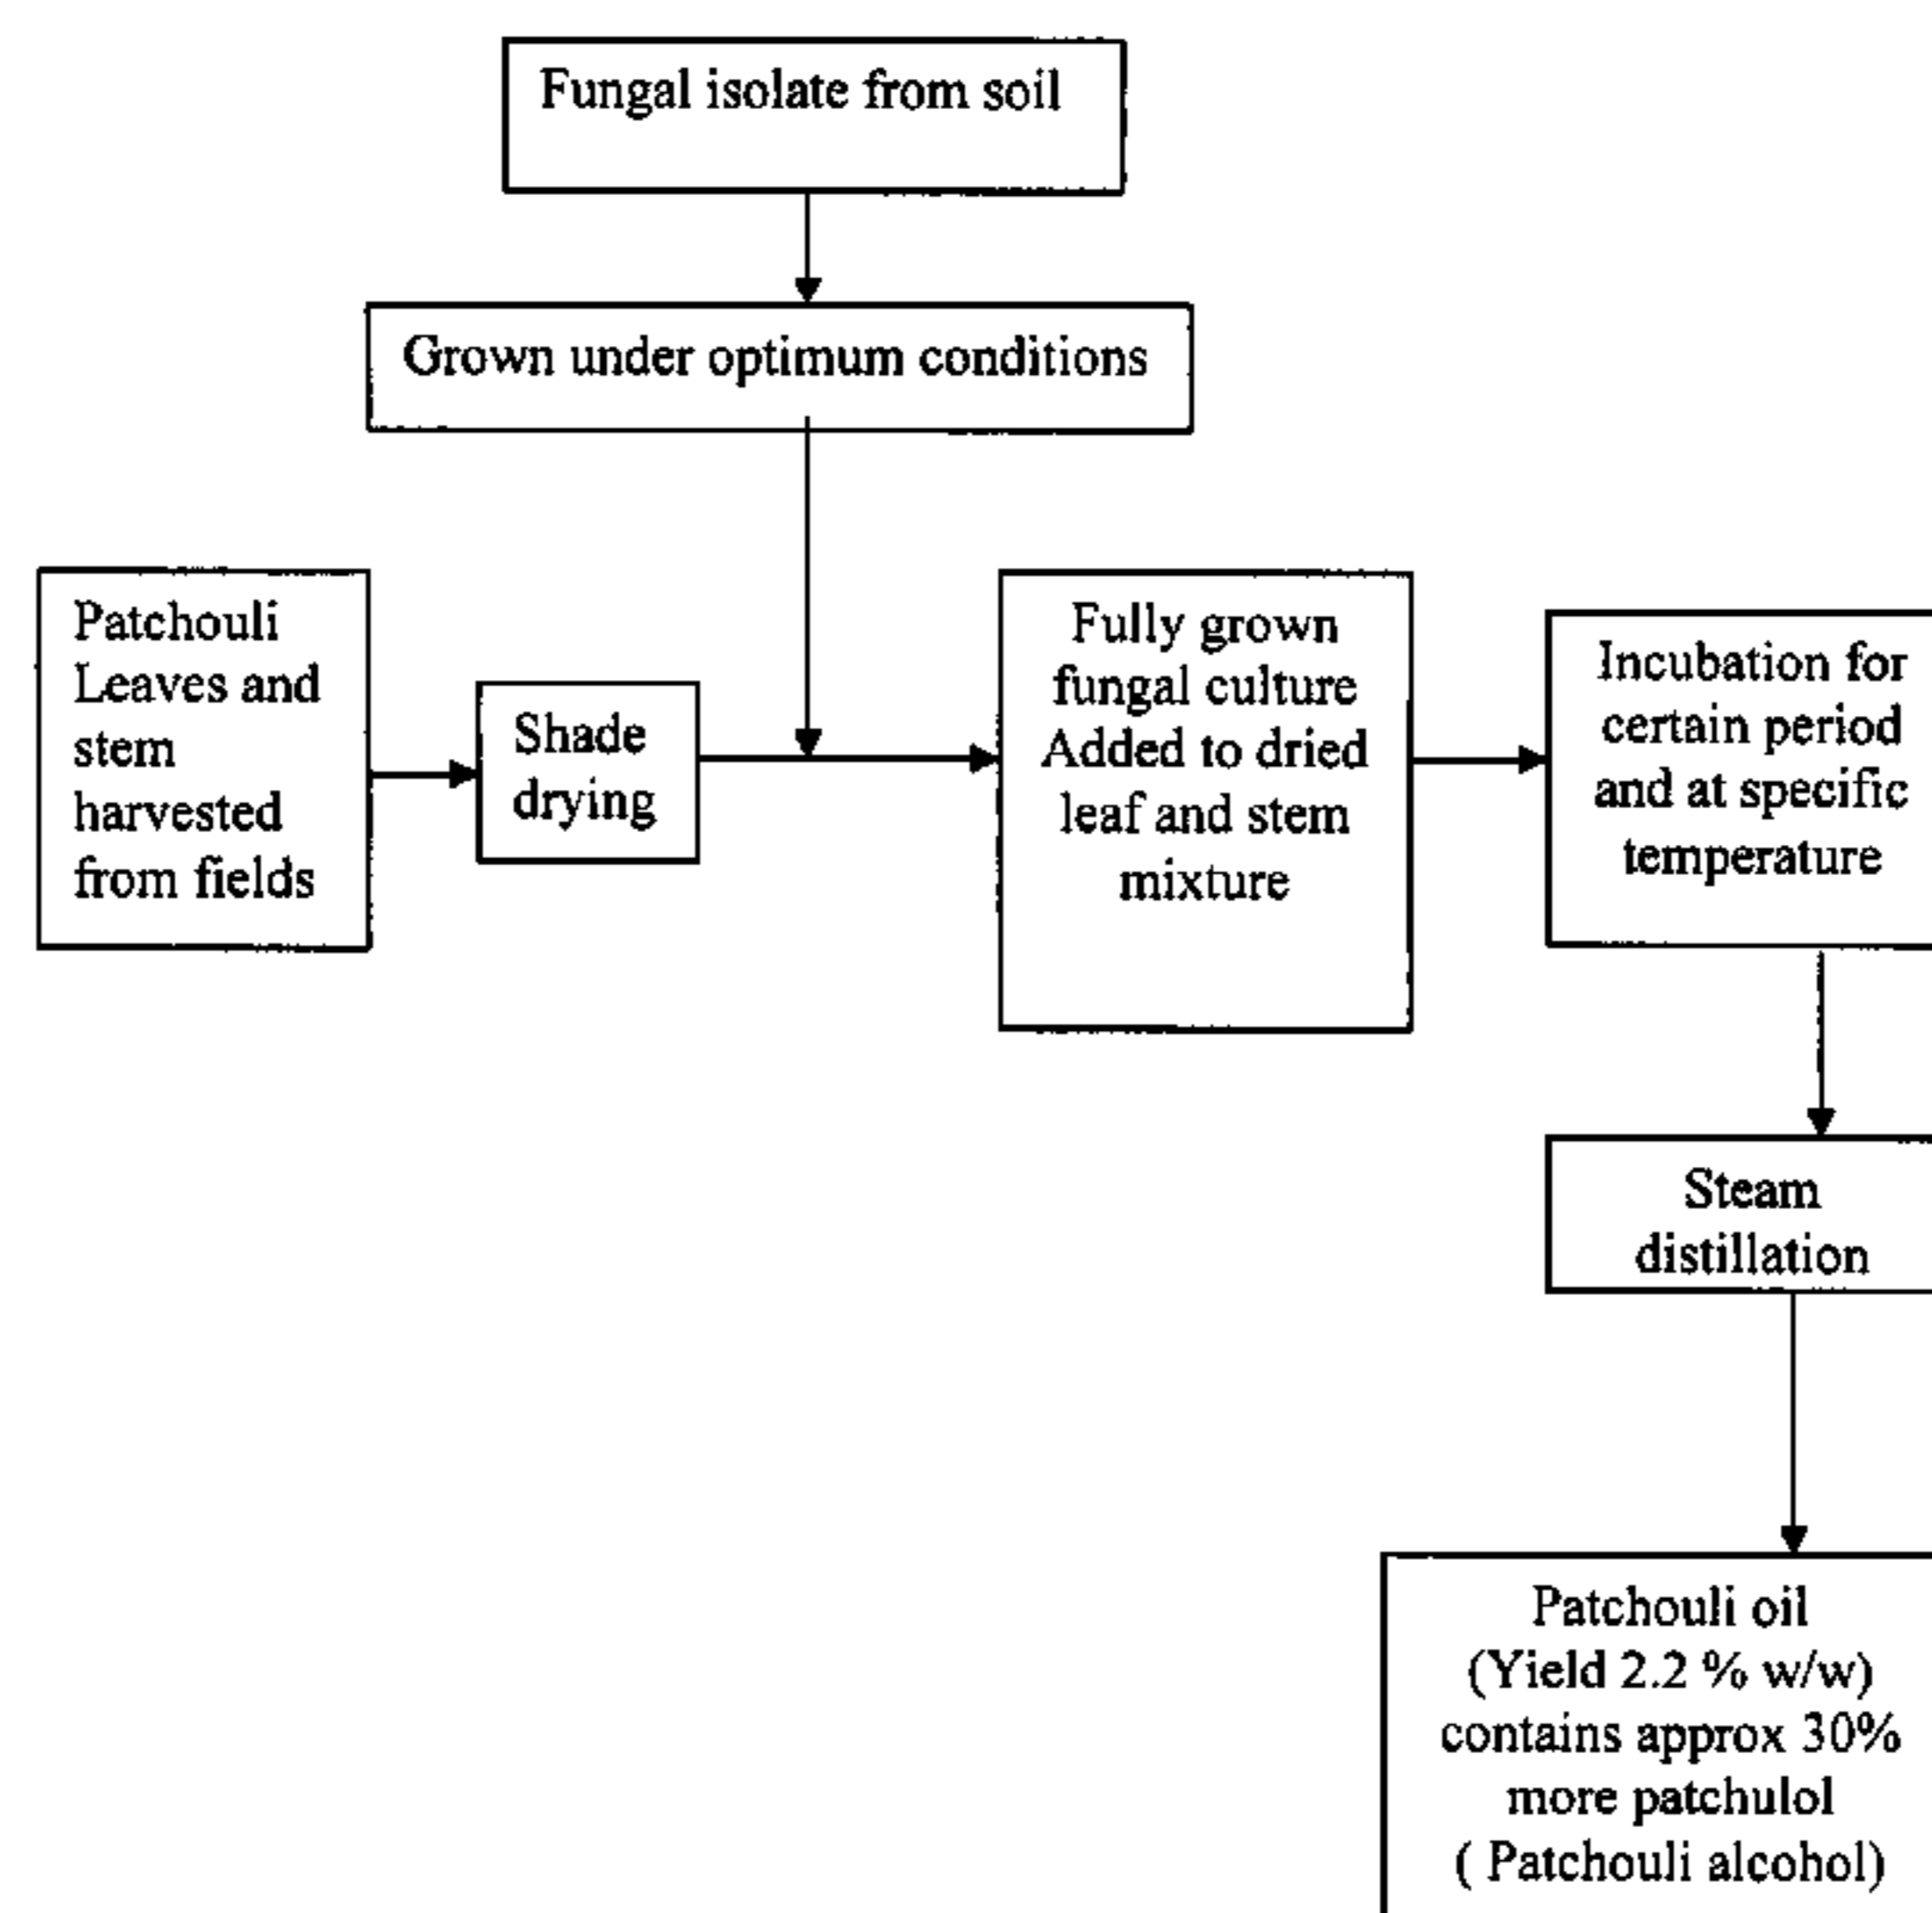 Fungal isolate from soil
Grown under optimum conditions
Patchouli
Leaves and
stem
harvested
from fields
Shade
drying
Fully grown
fungal culture
Added to dried
leaf and stem
mixture
Incubation for
certain period
and at specific
temperature
Steam
distillation
Patchouli oil
(Yield 2.2 % w/w)
contains approx 30%
more patchulol
( Patchouli alcohol)